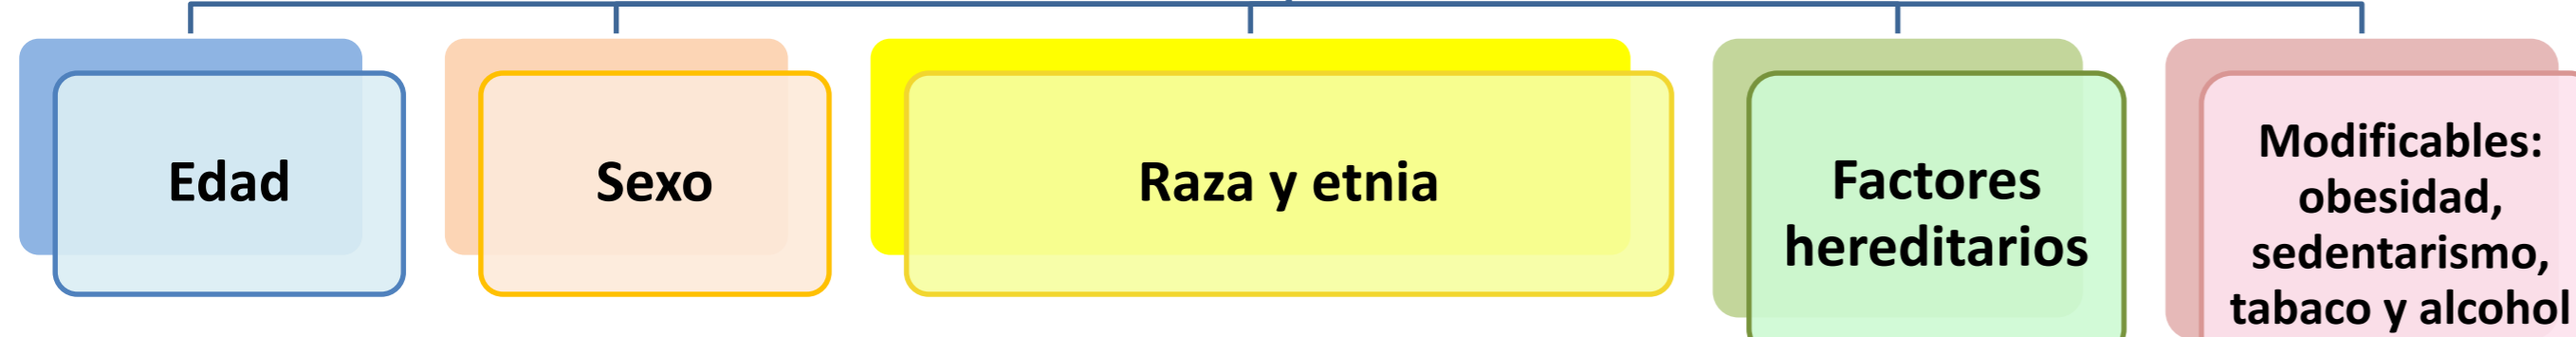 Edad
Sexo
Raza y etnia
Factores
hereditarios
Modificables:
obesidad,
sedentarismo,
tabaco y alcohol